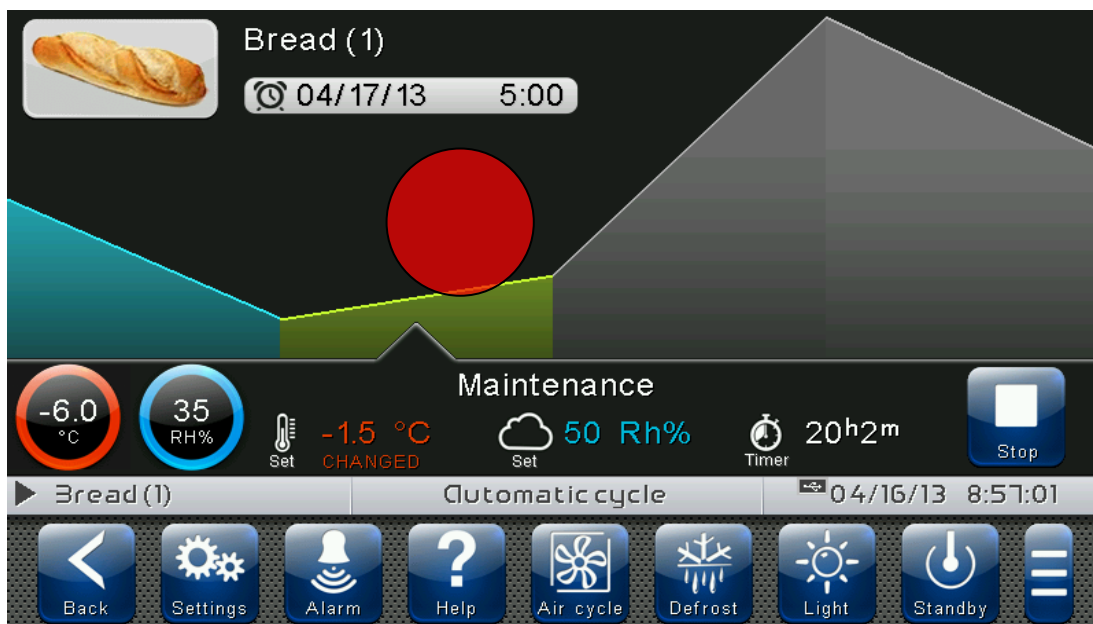 Bread (1)
04/17/13 5:00
Maintenance
-6.0 °C
35 RH%
Set -1.5 °C CHANGED
Set 50 Rh%
Timer 20h2m
Stop
Bread (1) Automatic cycle 04/16/13 8:57:01
Back Settings Alarm Help Air cycle Defrost Light Standby